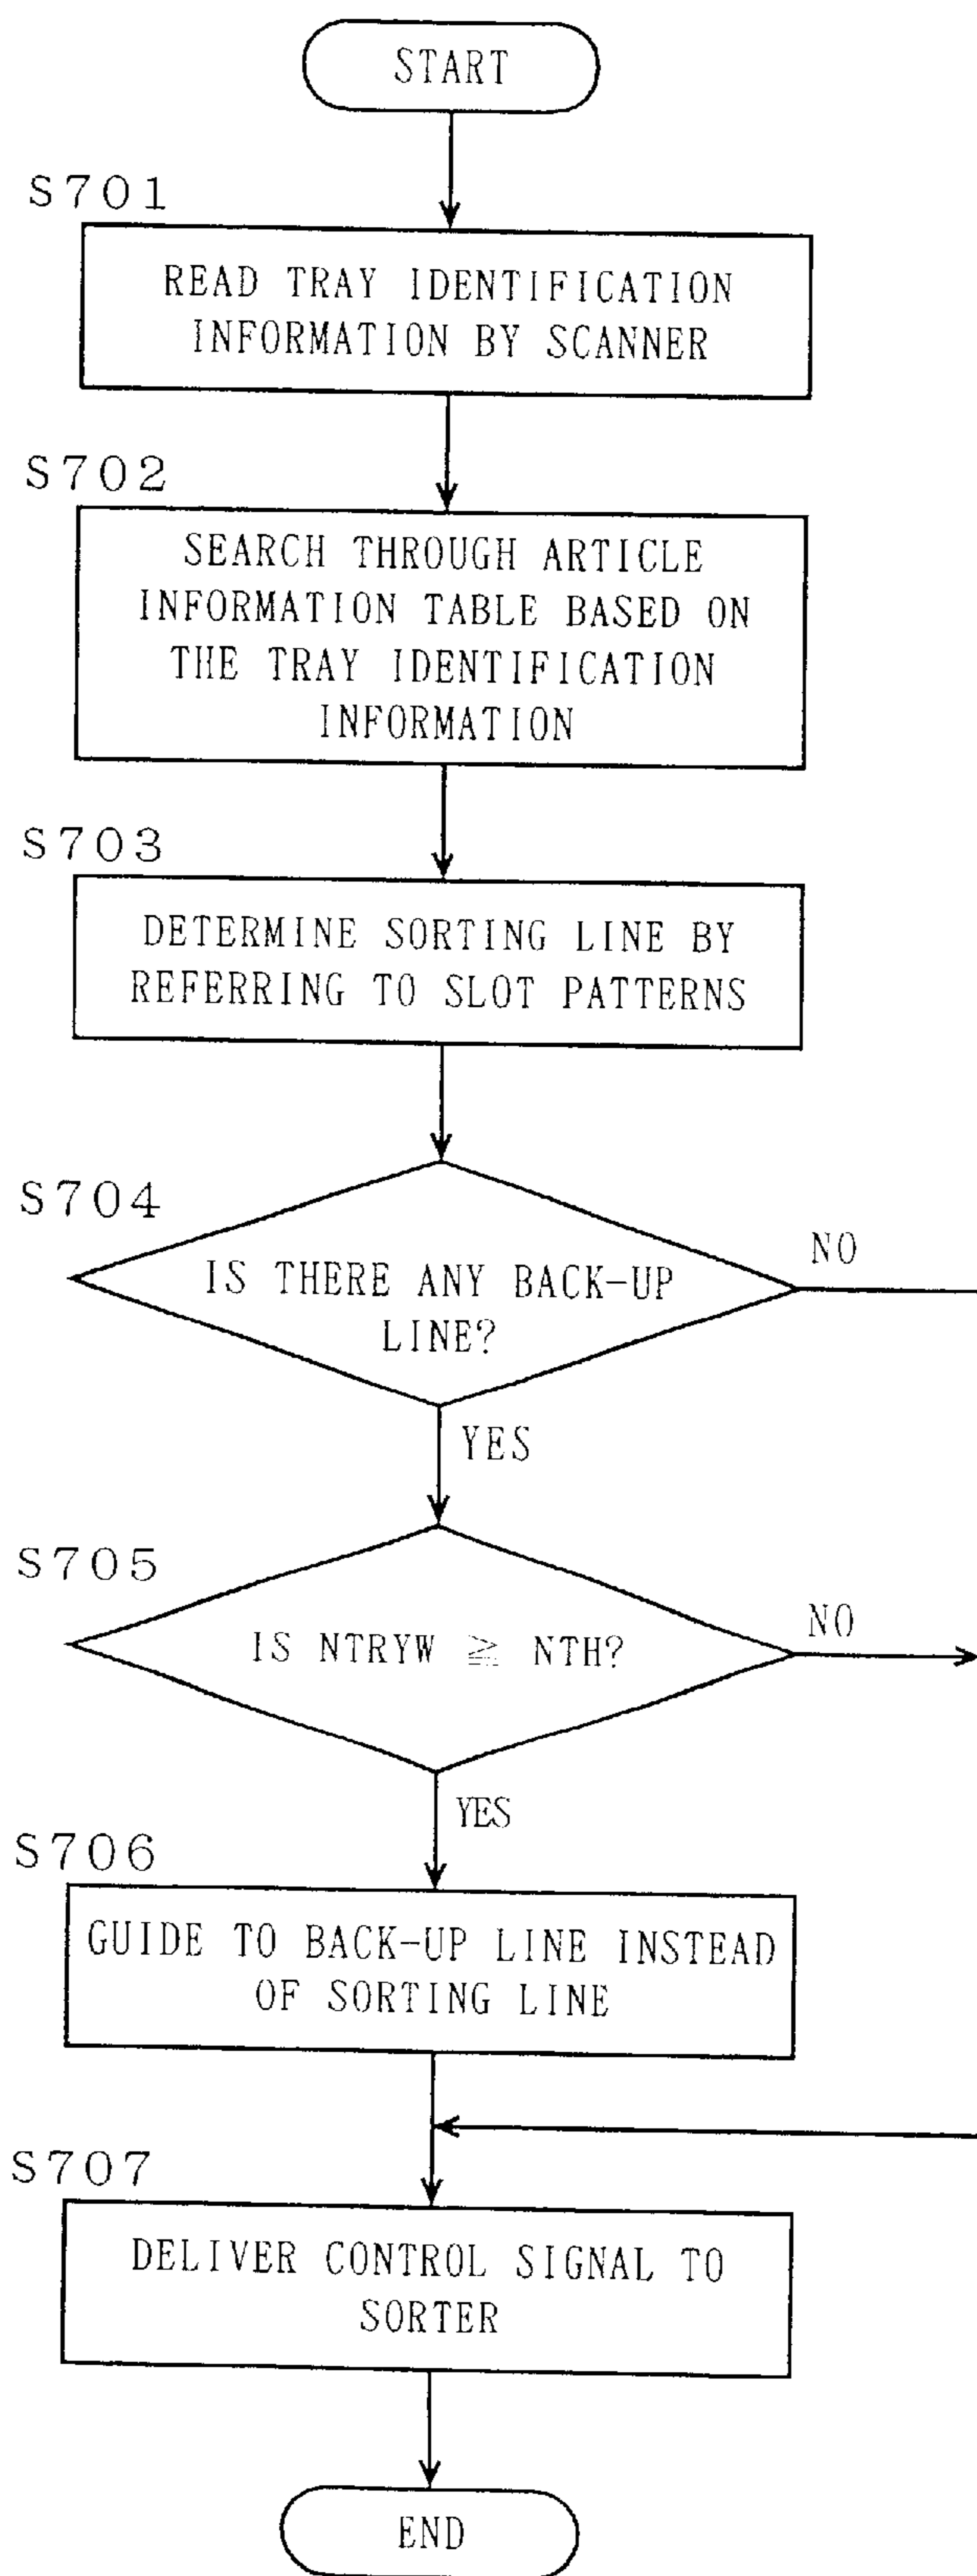 START
S701
READ TRAY IDENTIFICATION
INFORMATION BY SCANNER
S702
SEARCH THROUGH ARTICLE
INFORMATION TABLE BASED ON
THE TRAY IDENTIFICATION
INFORMATION
S703
DETERMINE SORTING LINE BY
REFERRING TO SLOT PATTERNS
S704
IS THERE ANY BACK-UP
LINE?
NO
YES
S705
IS NTRYW ≧ NTH?
NO
YES
S706
GUIDE TO BACK-UP LINE INSTEAD
OF SORTING LINE
S707
DELIVER CONTROL SIGNAL TO
SORTER
END